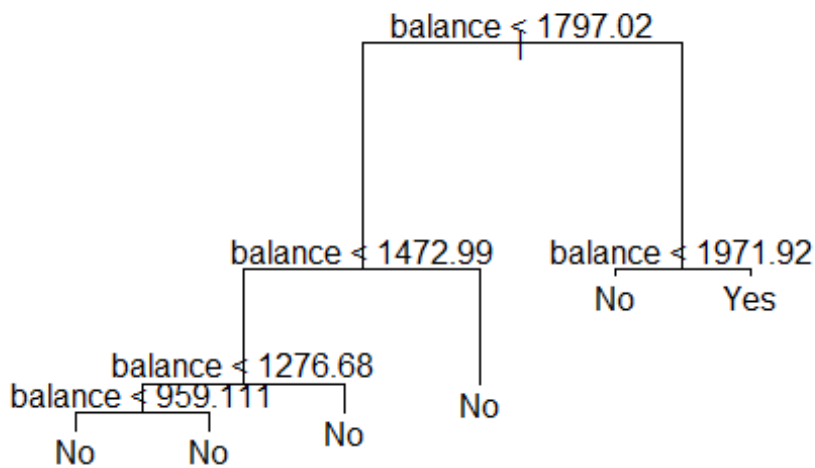 balance < 1797.02
balance < 1472.99
balance < 1971.92
No
Yes
balance < 1276.68
balance < 959.111
No
No
No
No